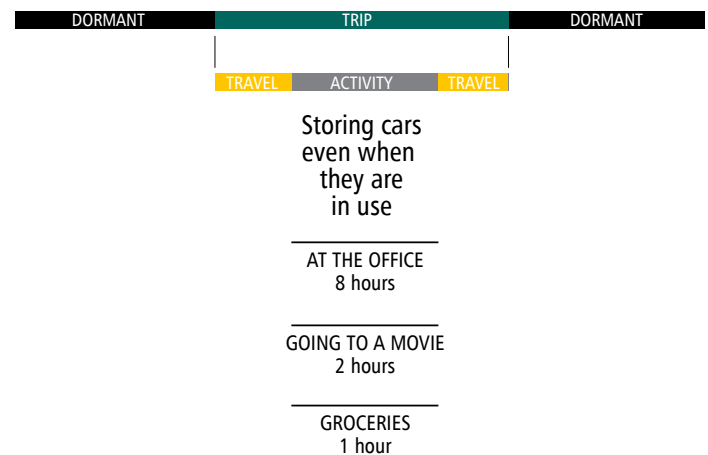 DORMANT TRIP DORMANT
TRAVEL ACTIVITY TRAVEL
Storing cars
even when
they are
in use
AT THE OFFICE
8 hours
GOING TO A MOVIE
2 hours
GROCERIES
1 hour